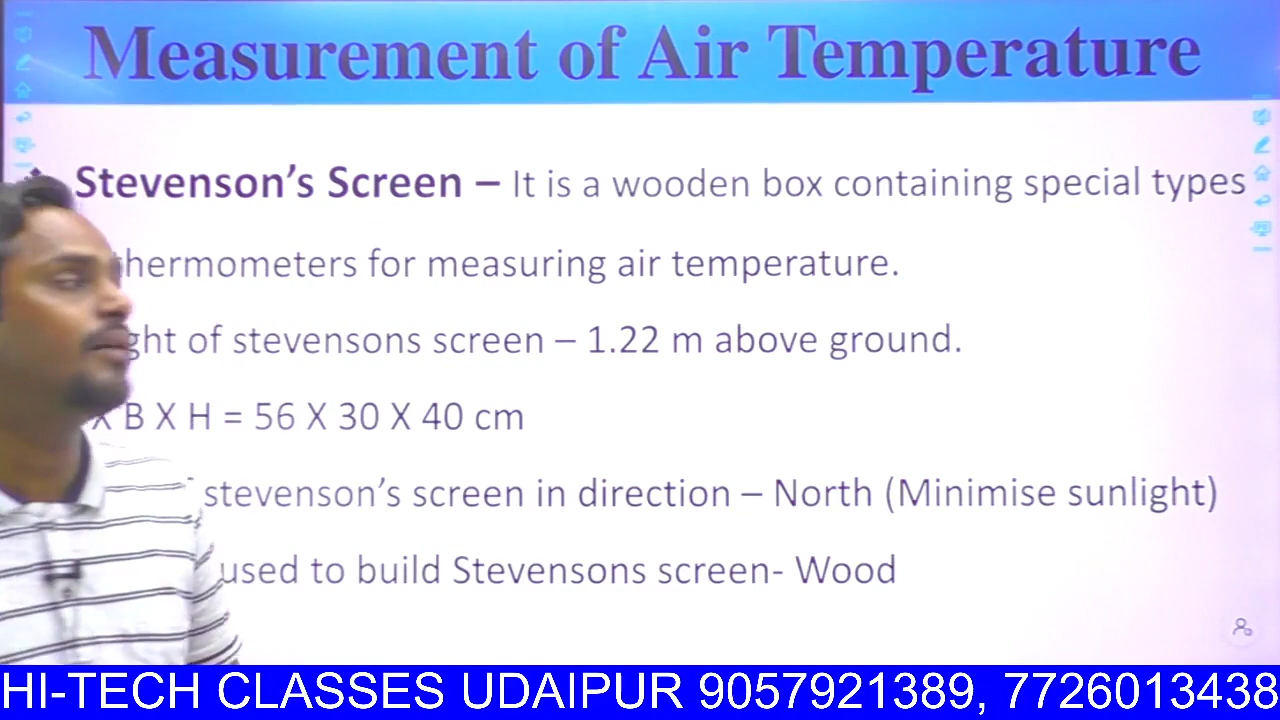 Measurement of Air Temperature
Stevenson's Screen – It is a wooden box containing special types
thermometers for measuring air temperature.
ght of stevensons screen – 1.22 m above ground.
X B X H = 56 X 30 X 40 cm
stevenson's screen in direction – North (Minimise sunlight)
used to build Stevensons screen- Wood
HI-TECH CLASSES UDAIPUR 9057921389, 7726013438